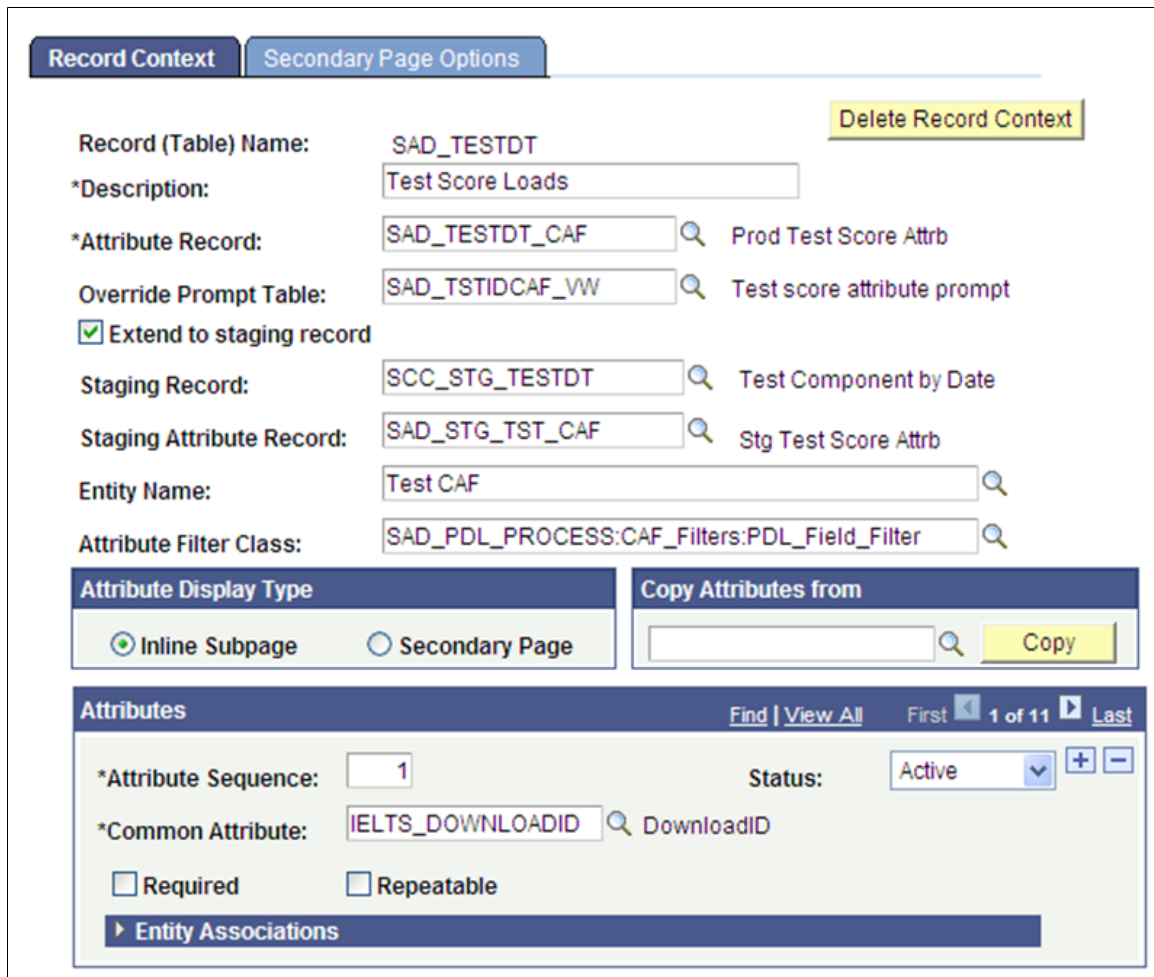 Record Context Secondary Page Options
Delete Record Context
Record (Table) Name: SAD_TESTDT
*Description: Test Score Loads
*Attribute Record: SAD_TESTDT_CAF Prod Test Score Attrb
Override Prompt Table: SAD_TSTIDCAF_VW Test score attribute prompt
Extend to staging record
Staging Record: SCC_STG_TESTDT Test Component by Date
Staging Attribute Record: SAD_STG_TST_CAF Stg Test Score Attrb
Entity Name: Test CAF
Attribute Filter Class: SAD_PDL_PROCESS:CAF_Filters:PDL_Field_Filter
Attribute Display Type Copy Attributes from
Inline Subpage Secondary Page Copy
Attributes Find | View All First 1 of 11 Last
*Attribute Sequence: 1 Status: Active
*Common Attribute: IELTS_DOWNLOADID DownloadID
Required Repeatable
Entity Associations